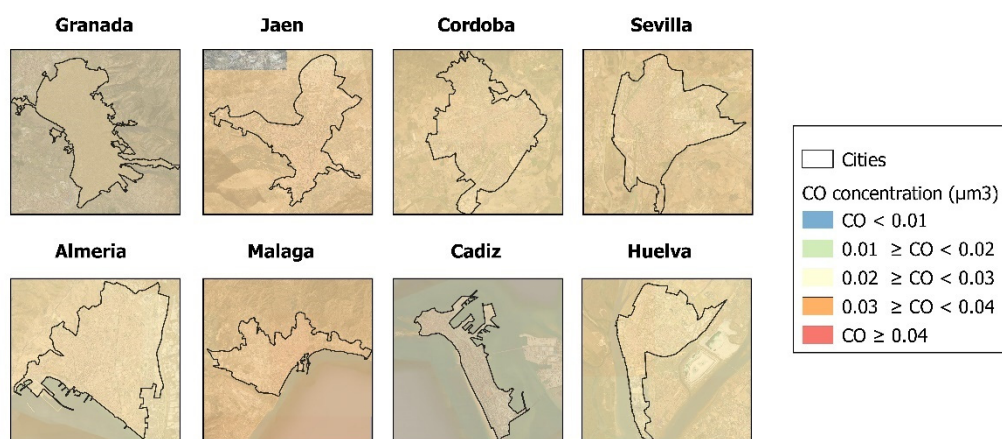 Granada
Jaen
Cordoba
Sevilla
Almeria
Malaga
Cadiz
Huelva
Cities
CO concentration (µm3)
CO < 0.01
0.01 ≥ CO < 0.02
0.02 ≥ CO < 0.03
0.03 ≥ CO < 0.04
CO ≥ 0.04